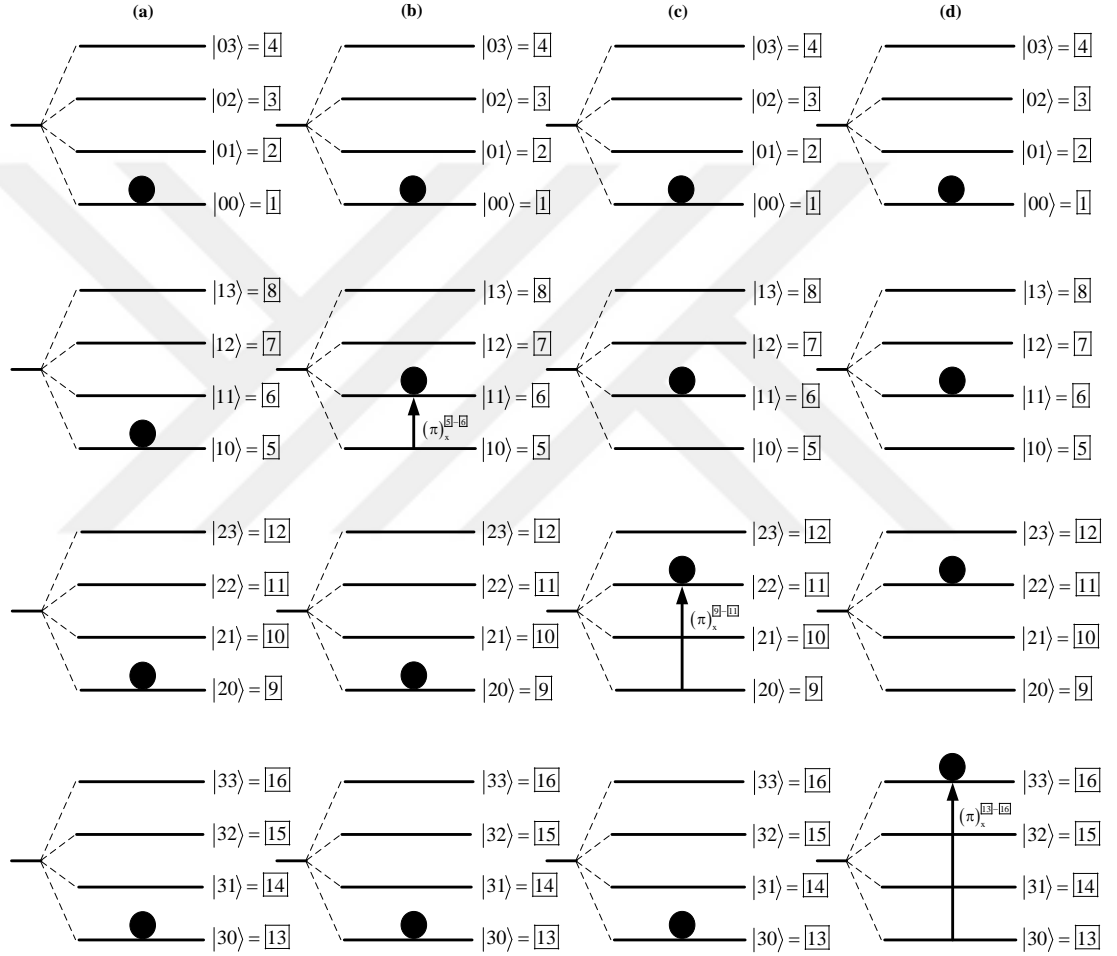 (a) (b) (c) (d)
|03⟩ = 4 |03⟩ = 4 |03⟩ = 4 |03⟩ = 4
|02⟩ = 3 |02⟩ = 3 |02⟩ = 3 |02⟩ = 3
|01⟩ = 2 |01⟩ = 2 |01⟩ = 2 |01⟩ = 2
|00⟩ = 1 |00⟩ = 1 |00⟩ = 1 |00⟩ = 1
|13⟩ = 8 |13⟩ = 8 |13⟩ = 8 |13⟩ = 8
|12⟩ = 7 |12⟩ = 7 |12⟩ = 7 |12⟩ = 7
|11⟩ = 6 |11⟩ = 6 |11⟩ = 6 |11⟩ = 6
(π)x 5-6
|10⟩ = 5 |10⟩ = 5 |10⟩ = 5 |10⟩ = 5
|23⟩ = 12 |23⟩ = 12 |23⟩ = 12 |23⟩ = 12
|22⟩ = 11 |22⟩ = 11 |22⟩ = 11 |22⟩ = 11
(π)x 9-11
|21⟩ = 10 |21⟩ = 10 |21⟩ = 10 |21⟩ = 10
|20⟩ = 9 |20⟩ = 9 |20⟩ = 9 |20⟩ = 9
|33⟩ = 16 |33⟩ = 16 |33⟩ = 16 |33⟩ = 16
(π)x 13-16
|32⟩ = 15 |32⟩ = 15 |32⟩ = 15 |32⟩ = 15
|31⟩ = 14 |31⟩ = 14 |31⟩ = 14 |31⟩ = 14
|30⟩ = 13 |30⟩ = 13 |30⟩ = 13 |30⟩ = 13